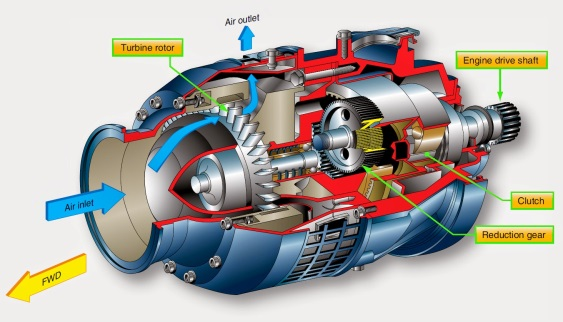 Air outlet
Turbine rotor
Engine drive shaft
Air inlet
Clutch
Reduction gear
FWD